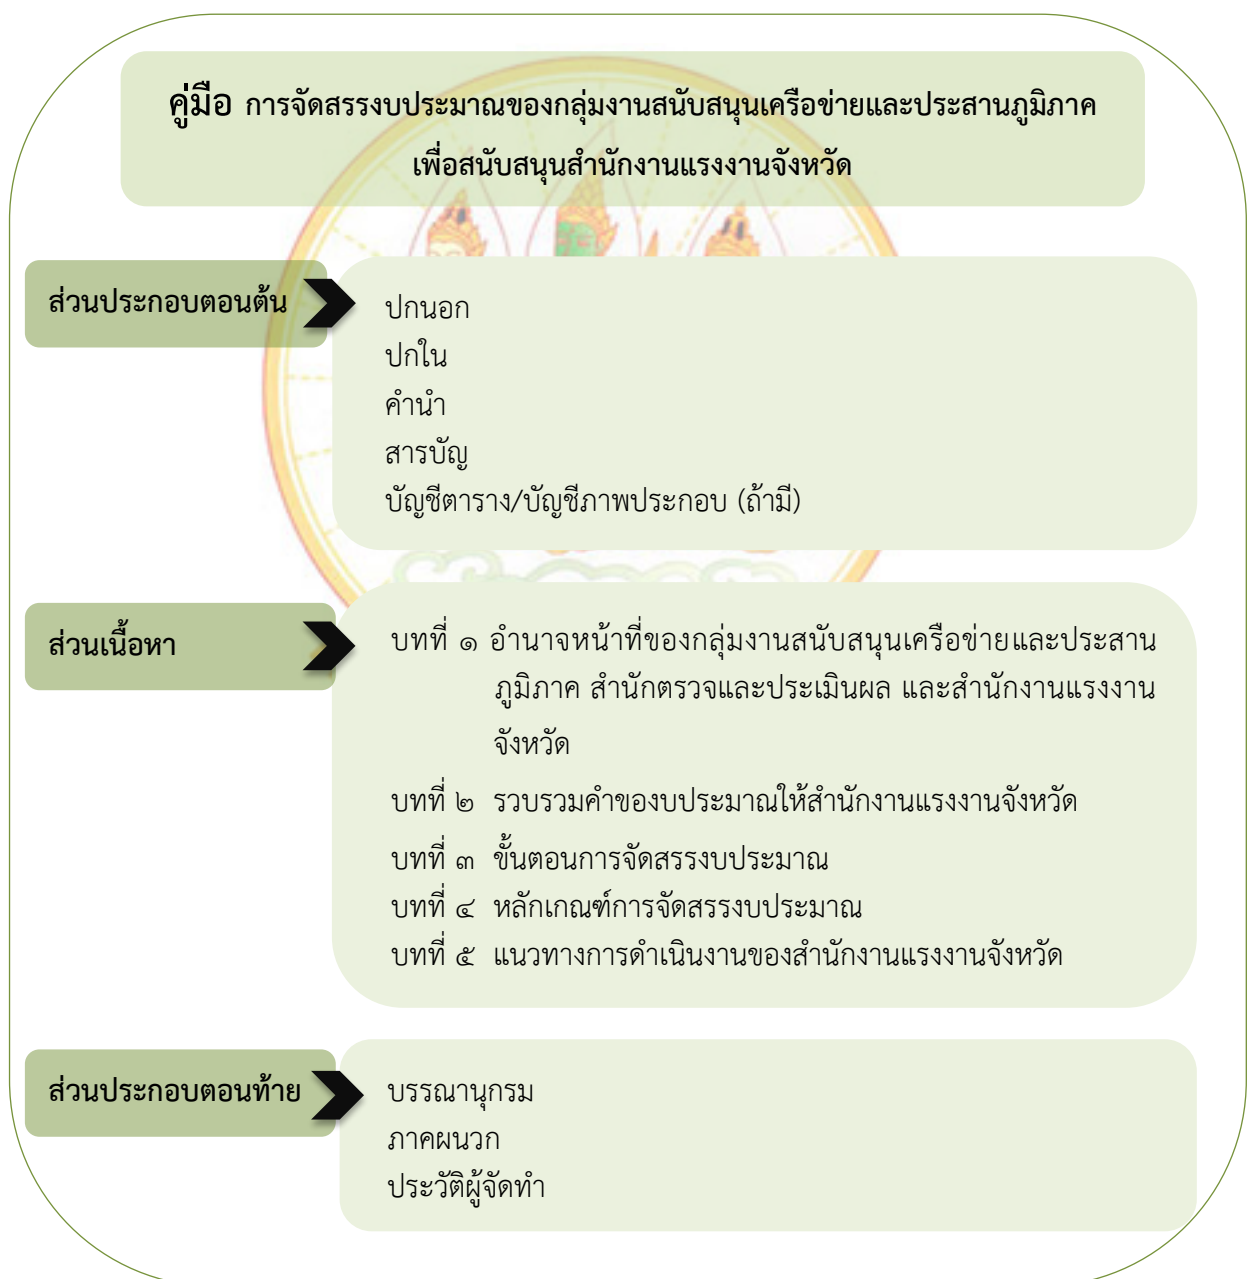 คู่มือ การจัดสรรงบประมาณของกลุ่มงานสนับสนุนเครือข่ายและประสานภูมิภาค
เพื่อสนับสนุนสำนักงานแรงงานจังหวัด
ส่วนประกอบตอนต้น
ปกนอก
ปกใน
คำนำ
สารบัญ
บัญชีตาราง/บัญชีภาพประกอบ (ถ้ามี)
ส่วนเนื้อหา
บทที่ ๑ อำนาจหน้าที่ของกลุ่มงานสนับสนุนเครือข่ายและประสาน
ภูมิภาค สำนักตรวจและประเมินผล และสำนักงานแรงงาน
จังหวัด
บทที่ ๒ รวบรวมคำของบประมาณให้สำนักงานแรงงานจังหวัด
บทที่ ๓ ขั้นตอนการจัดสรรงบประมาณ
บทที่ ๔ หลักเกณฑ์การจัดสรรงบประมาณ
บทที่ ๕ แนวทางการดำเนินงานของสำนักงานแรงงานจังหวัด
ส่วนประกอบตอนท้าย
บรรณานุกรม
ภาคผนวก
ประวัติผู้จัดทำ